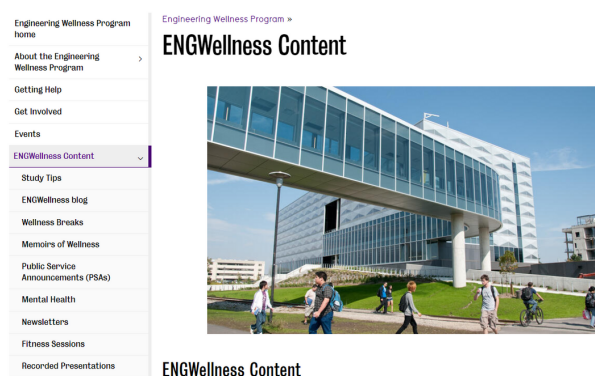 Engineering Wellness Program
home
About the Engineering
Wellness Program
Getting Help
Get Involved
Events
ENGWellness Content
Study Tips
ENGWellness blog
Wellness Breaks
Memoirs of Wellness
Public Service
Announcements (PSAs)
Mental Health
Newsletters
Fitness Sessions
Recorded Presentations
Engineering Wellness Program »
ENGWellness Content
ENGWellness Content